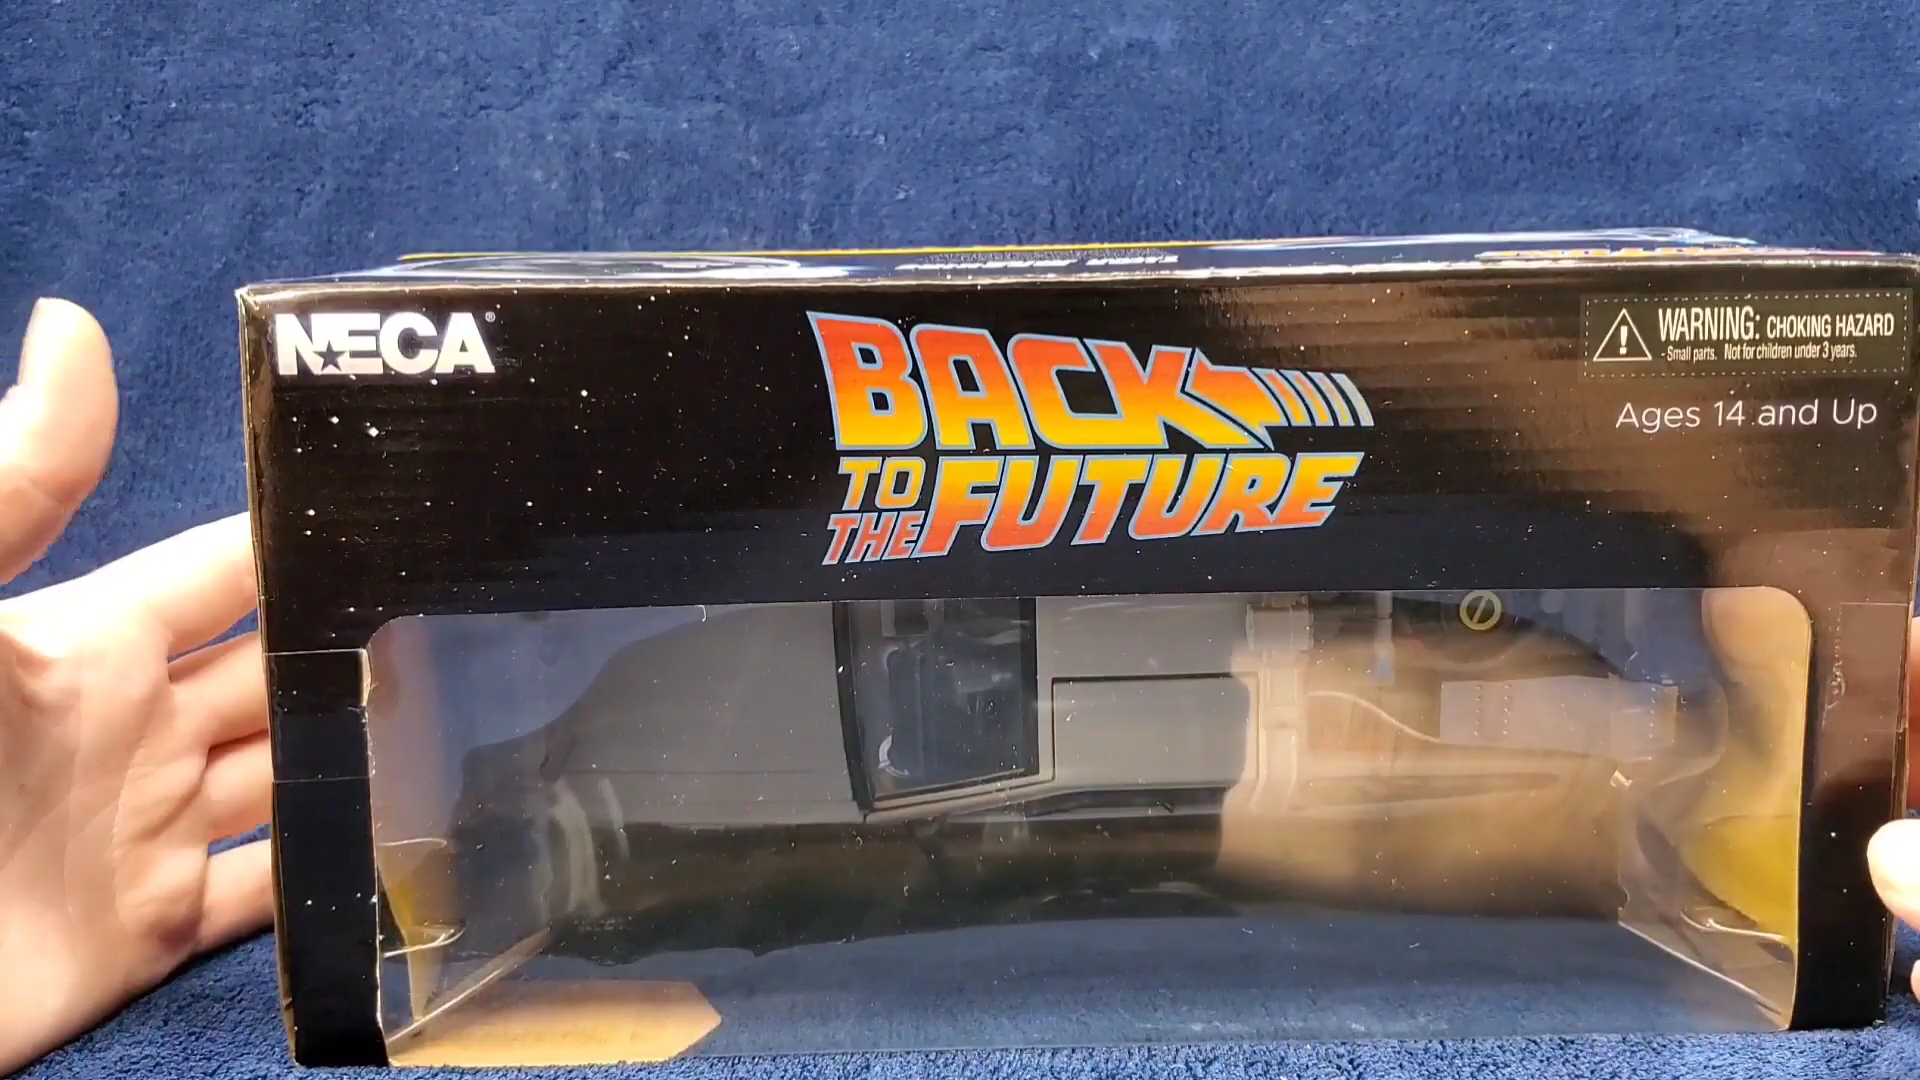 NECA®
BACK
TO
THE FUTURE
WARNING: CHOKING HAZARD
- Small parts. Not for children under 3 years.
Ages 14 and Up